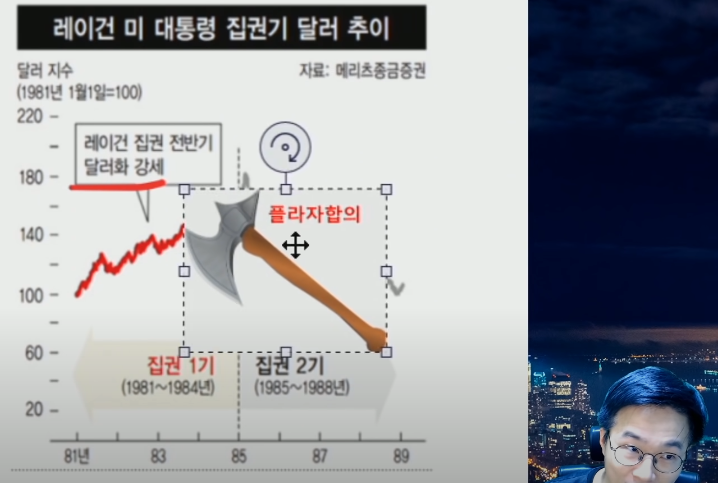 레이건 미 대통령 집권기 달러 추이
달러 지수
(1981년 1월1일=100)
자료: 메리츠종금증권
220
레이건 집권 전반기
달러화 강세
180
플라자합의
140
100
60
집권 1기
(1981~1984년)
집권 2기
(1985~1988년)
20
81년 83 85 87 89